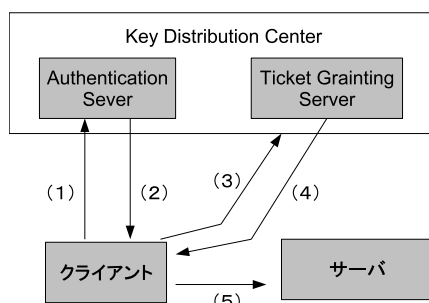 Key Distribution Center
Authentication
Sever
Ticket Grainting
Server
(1)
(2)
(3)
(4)
クライアント
サーバ
(5)